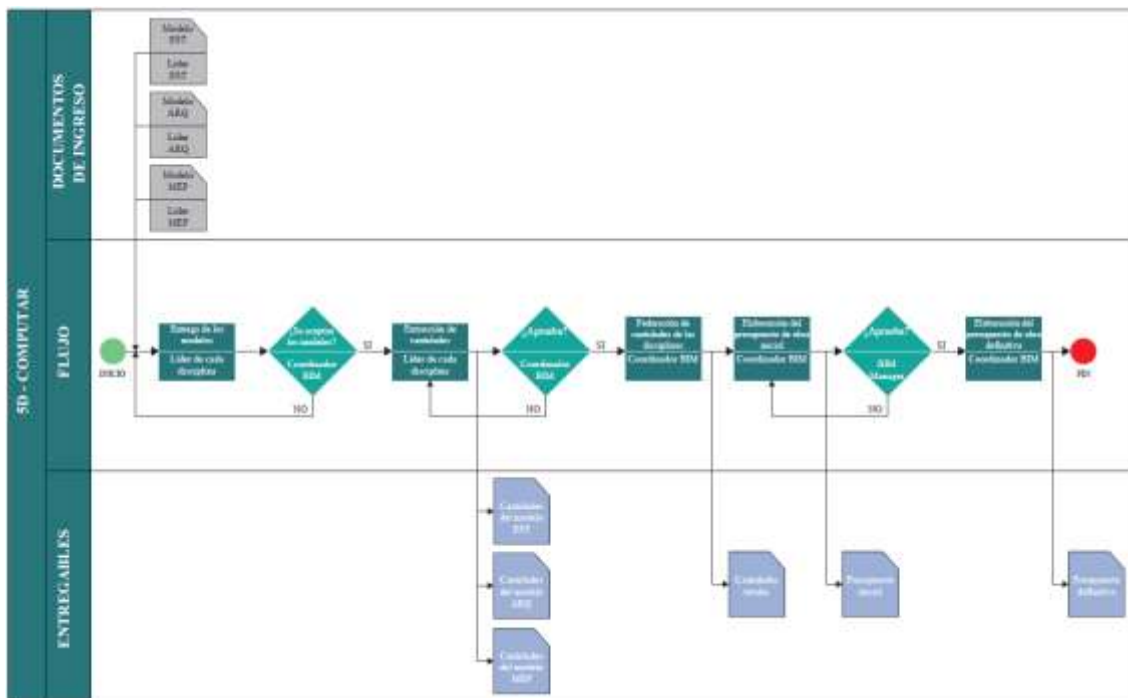 5D - COMPUTAR
DOCUMENTOS
DE INGRESO
Modelo
EST
Líder
EST
Modelo
ARQ
Líder
ARQ
Modelo
MEP
Líder
MEP
FLUJO
INICIO
Entrega de los
modelos
Líder de cada
disciplina
¿Se aceptan
los modelos?
Coordinador
BIM
SI
NO
Extracción de
cantidades
Líder de cada
disciplina
¿Aprueba?
Coordinador
BIM
SI
NO
Federación de
cantidades de las
disciplinas
Coordinador BIM
Elaboración del
presupuesto de obra
inicial
Coordinador BIM
¿Aprueba?
BIM
Manager
SI
NO
Elaboración del
presupuesto de obra
definitivo
Coordinador BIM
FIN
ENTREGABLES
Cantidades
del modelo
EST
Cantidades
del modelo
ARQ
Cantidades
del modelo
MEP
Cantidades
Presupuesto
inicial
Presupuesto
definitivo